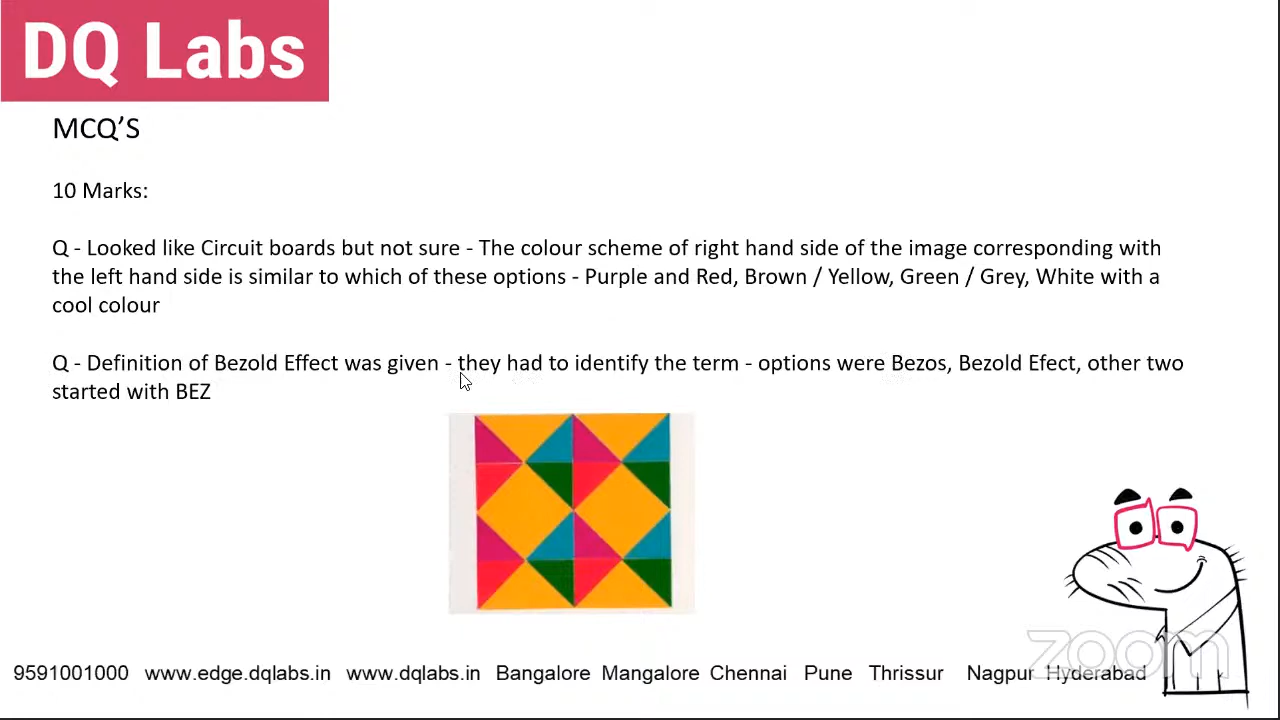 DQ Labs
MCQ’S
10 Marks:
Q - Looked like Circuit boards but not sure - The colour scheme of right hand side of the image corresponding with
the left hand side is similar to which of these options - Purple and Red, Brown / Yellow, Green / Grey, White with a
cool colour
Q - Definition of Bezold Effect was given - they had to identify the term - options were Bezos, Bezold Efect, other two
started with BEZ
zoom
9591001000 www.edge.dqlabs.in www.dqlabs.in Bangalore Mangalore Chennai Pune Thrissur Nagpur Hyderabad